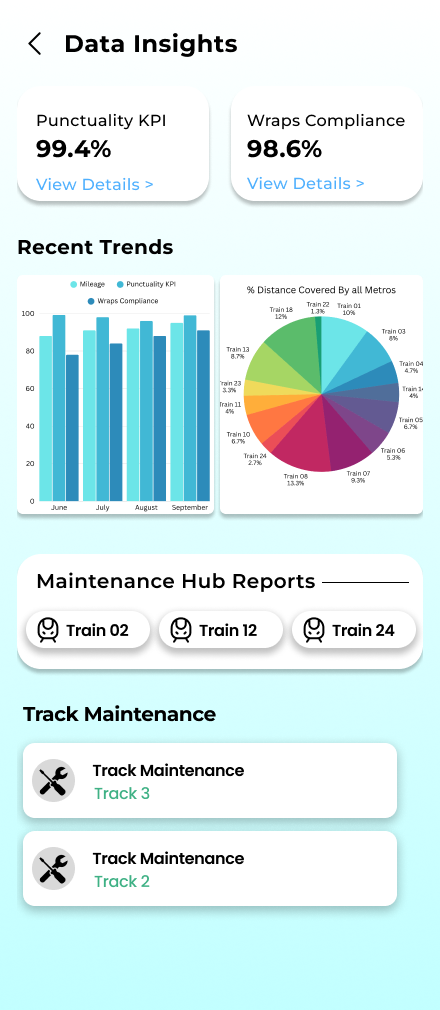 Data Insights
Punctuality KPI
99.4%
View Details >
Wraps Compliance
98.6%
View Details >
Recent Trends
Mileage
Punctuality KPI
Wraps Compliance
100
80
60
40
20
0
June
July
August
September
% Distance Covered By all Metros
Train 22
1.3%
Train 01
10%
Train 03
8%
Train 04
4.7%
Train 14
4%
Train 05
6.7%
Train 06
5.3%
Train 07
9.3%
Train 08
13.3%
Train 24
2.7%
Train 10
6.7%
Train 11
4%
Train 23
3.3%
Train 13
8.7%
Train 18
12%
Maintenance Hub Reports
Train 02
Train 12
Train 24
Track Maintenance
Track Maintenance
Track 3
Track Maintenance
Track 2